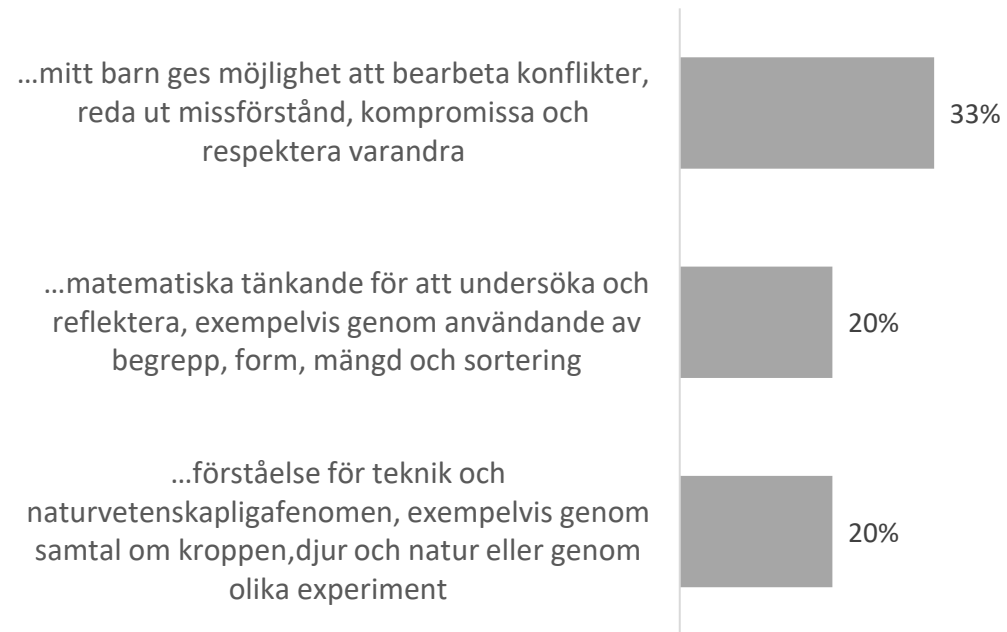 …mitt barn ges möjlighet att bearbeta konflikter,
reda ut missförstånd, kompromissa och
respektera varandra
33%
…matematiska tänkande för att undersöka och
reflektera, exempelvis genom användande av
begrepp, form, mängd och sortering
20%
…förståelse för teknik och
naturvetenskapligafenomen, exempelvis genom
samtal om kroppen,djur och natur eller genom
olika experiment
20%